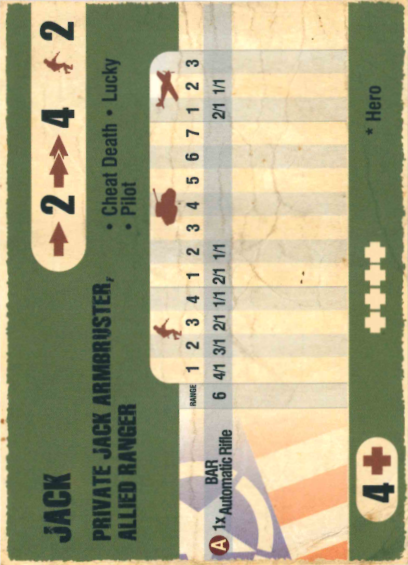 JACK
2 4 2
PRIVATE JACK ARMBRUSTER,
ALLIED RANGER
• Cheat Death • Lucky
• Pilot
RANGE 1 2 3 4 1 2 3 4 5 6 7 1 2 3
A 1x BAR
Automatic Rifle 6 4/1 3/1 2/1 1/1 2/1 1/1 2/1 1/1
4
* Hero